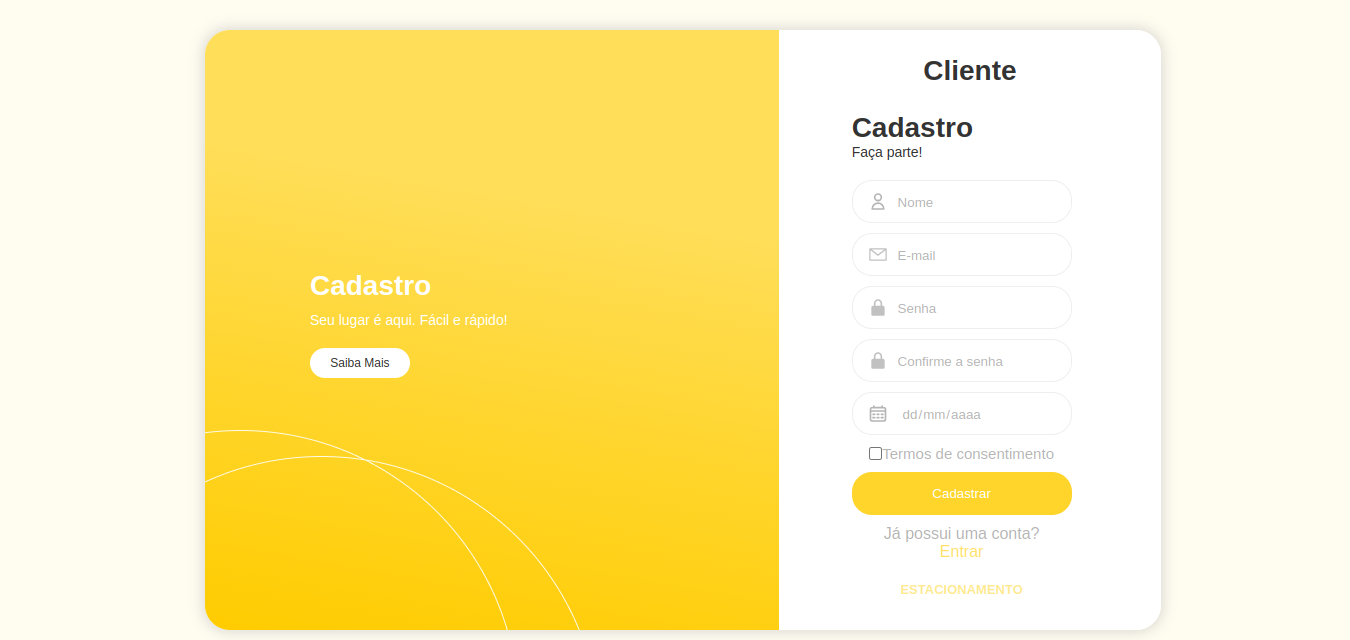 Cadastro
Seu lugar é aqui. Fácil e rápido!
Saiba Mais
Cliente
Cadastro
Faça parte!
Nome
E-mail
Senha
Confirme a senha
dd/mm/aaaa
Termos de consentimento
Cadastrar
Já possui uma conta?
Entrar
ESTACIONAMENTO